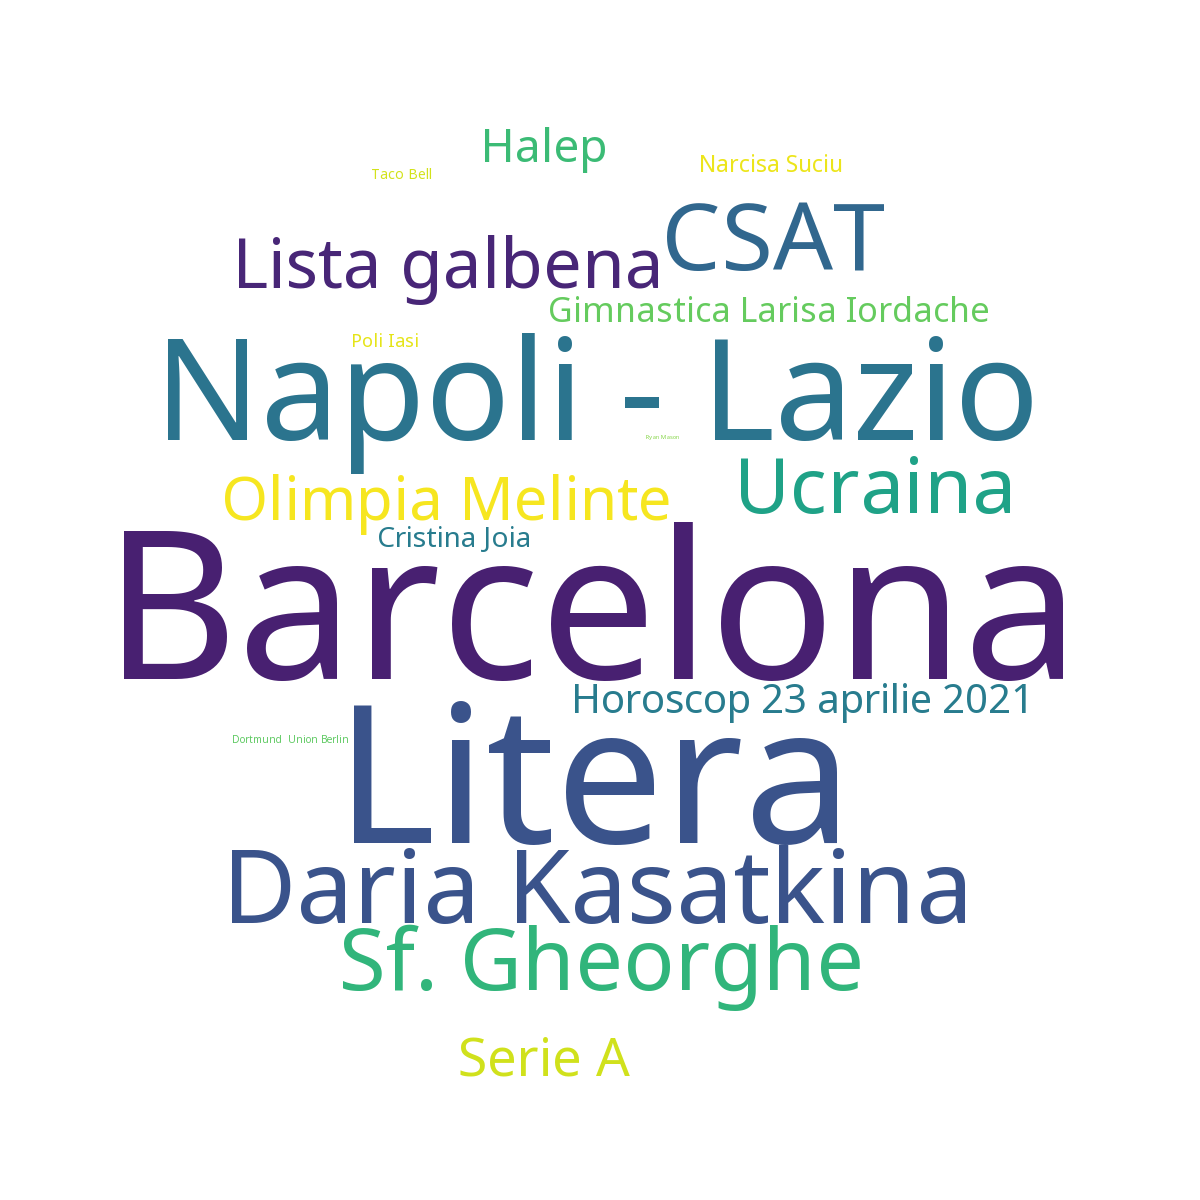 Halep
Narcisa Suciu
Taco Bell
CSAT
Lista galbena
Gimnastica Larisa Iordache
Poli Iasi
Napoli - Lazio
Ryan Mason
Ucraina
Olimpia Melinte
Cristina Joia
Barcelona
Horoscop 23 aprilie 2021
Dortmund  Union Berlin
Litera
Daria Kasatkina
Sf. Gheorghe
Serie A